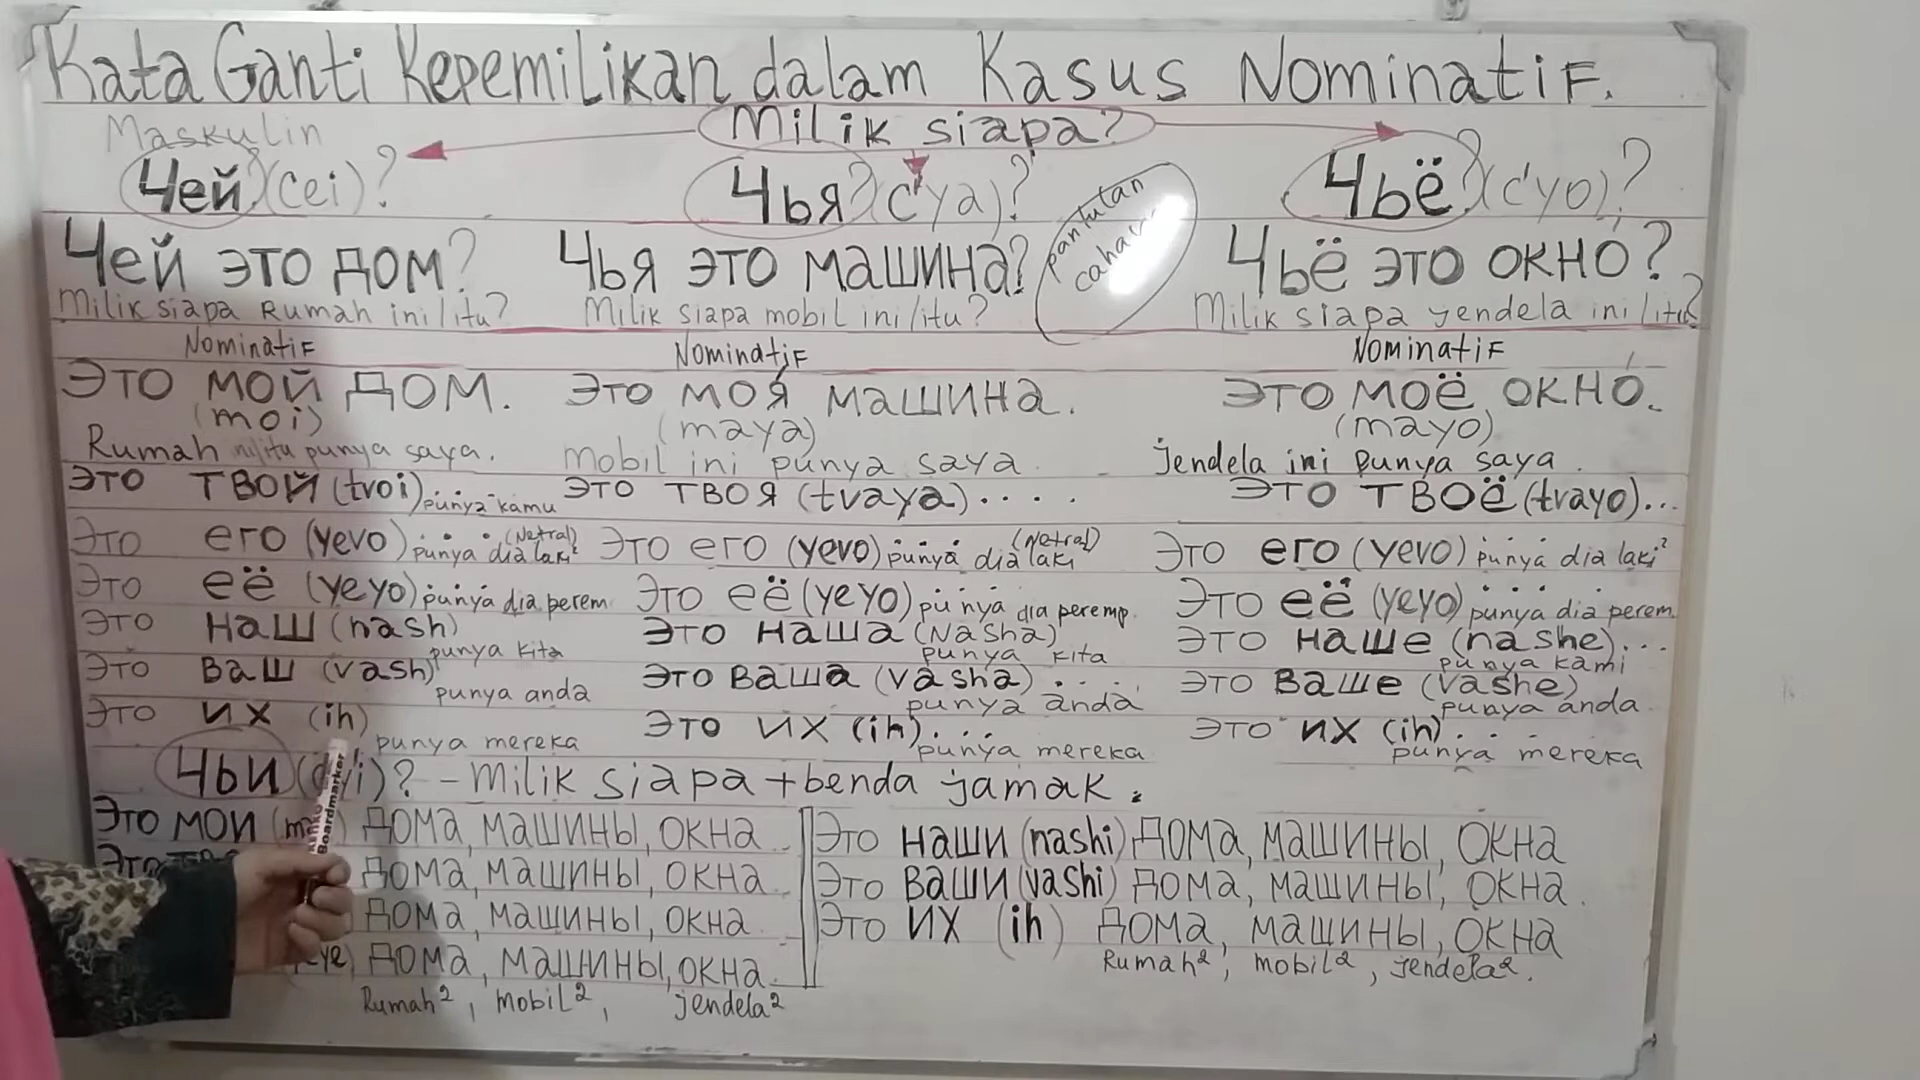 Kata Ganti Kepemilikan dalam Kasus Nominatif.
Milik siapa?
Maskulin
Чей? (cei)? Чья? (c'ya)? Чьё? (c'yo)?
pantulan
Чей это дом? Чья это машина? Чьё это окно́?
Milik siapa Rumah ini/itu? Milik siapa mobil ini/itu? Milik siapa yendela ini/itu?
Nominatif Nominatif Nominatif
Это мой дом. Это моя́ машина. Это моё окно́.
(moi) (maya) (mayo)
Rumah punya saya. mobil ini punya saya. jendela ini punya saya.
Это твой (tvoi) punya kamu Это твоя (tvaya).... Это твоё (tvayo)...
Это его (yevo) punya dia laki² (Netral) Это его (yevo) punya dia laki² (Netral) Это его (yevo) punya dia laki²
Это её (yeyo) punya dia perem Это её (yeyo) punya dia peremp. Это её (yeyo) punya dia perem
Это наш (nash) punya kita Это наша (Nasha) punya kita Это наше (nashe)... punya kami
Это ваш (vash) punya anda Это ваша (vasha).... punya anda Это ваше (vashe) punya anda.
Это их (ih) punya mereka Это их (ih) punya mereka Это их (ih) punya mereka
Чьи ? - milik siapa + benda jamak.
Это мои дома, машины, окна Это наши (nashi) дома, машины, окна
Это дома, машины, окна. Это ваши (vashi) дома, машины, окна.
дома, машины, окна. Это их (ih) дома, машины, окна
дома, машины, окна. Rumah², mobil², jendela².
Rumah², mobil², jendela²
Boardmarker